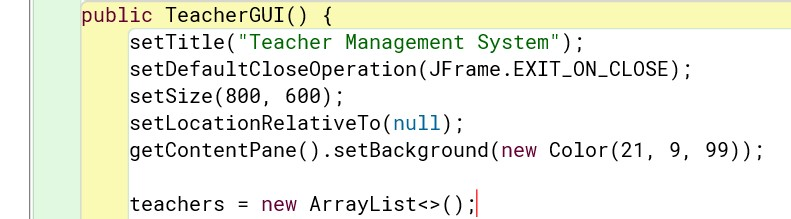 public TeacherGUI() {
setTitle("Teacher Management System");
setDefaultCloseOperation(JFrame.EXIT_ON_CLOSE);
setSize(800, 600);
setLocationRelativeTo(null);
getContentPane().setBackground(new Color(21, 9, 99));
teachers = new ArrayList<>();